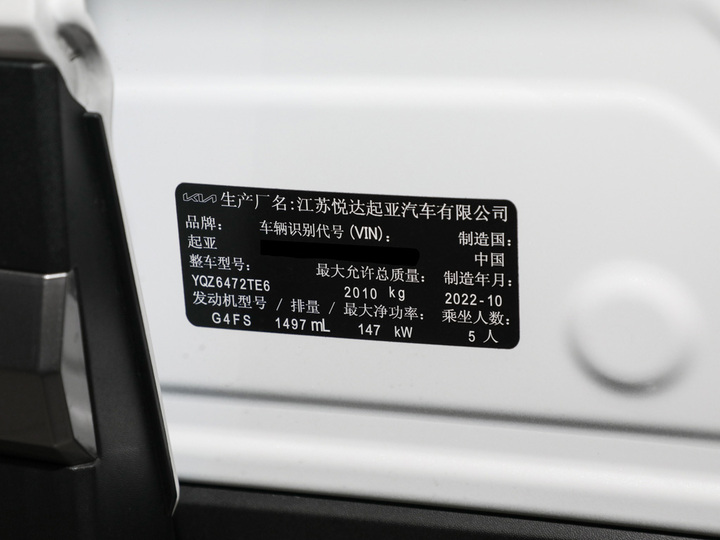 KIA 生产厂名:江苏悦达起亚汽车有限公司
品牌: 车辆识别代号(VIN): 制造国:
起亚 中国
整车型号: 最大允许总质量: 制造年月:
YQZ6472TE6 2010 kg 2022-10
发动机型号 / 排量 / 最大净功率: 乘坐人数:
G4FS 1497 mL 147 kW 5 人